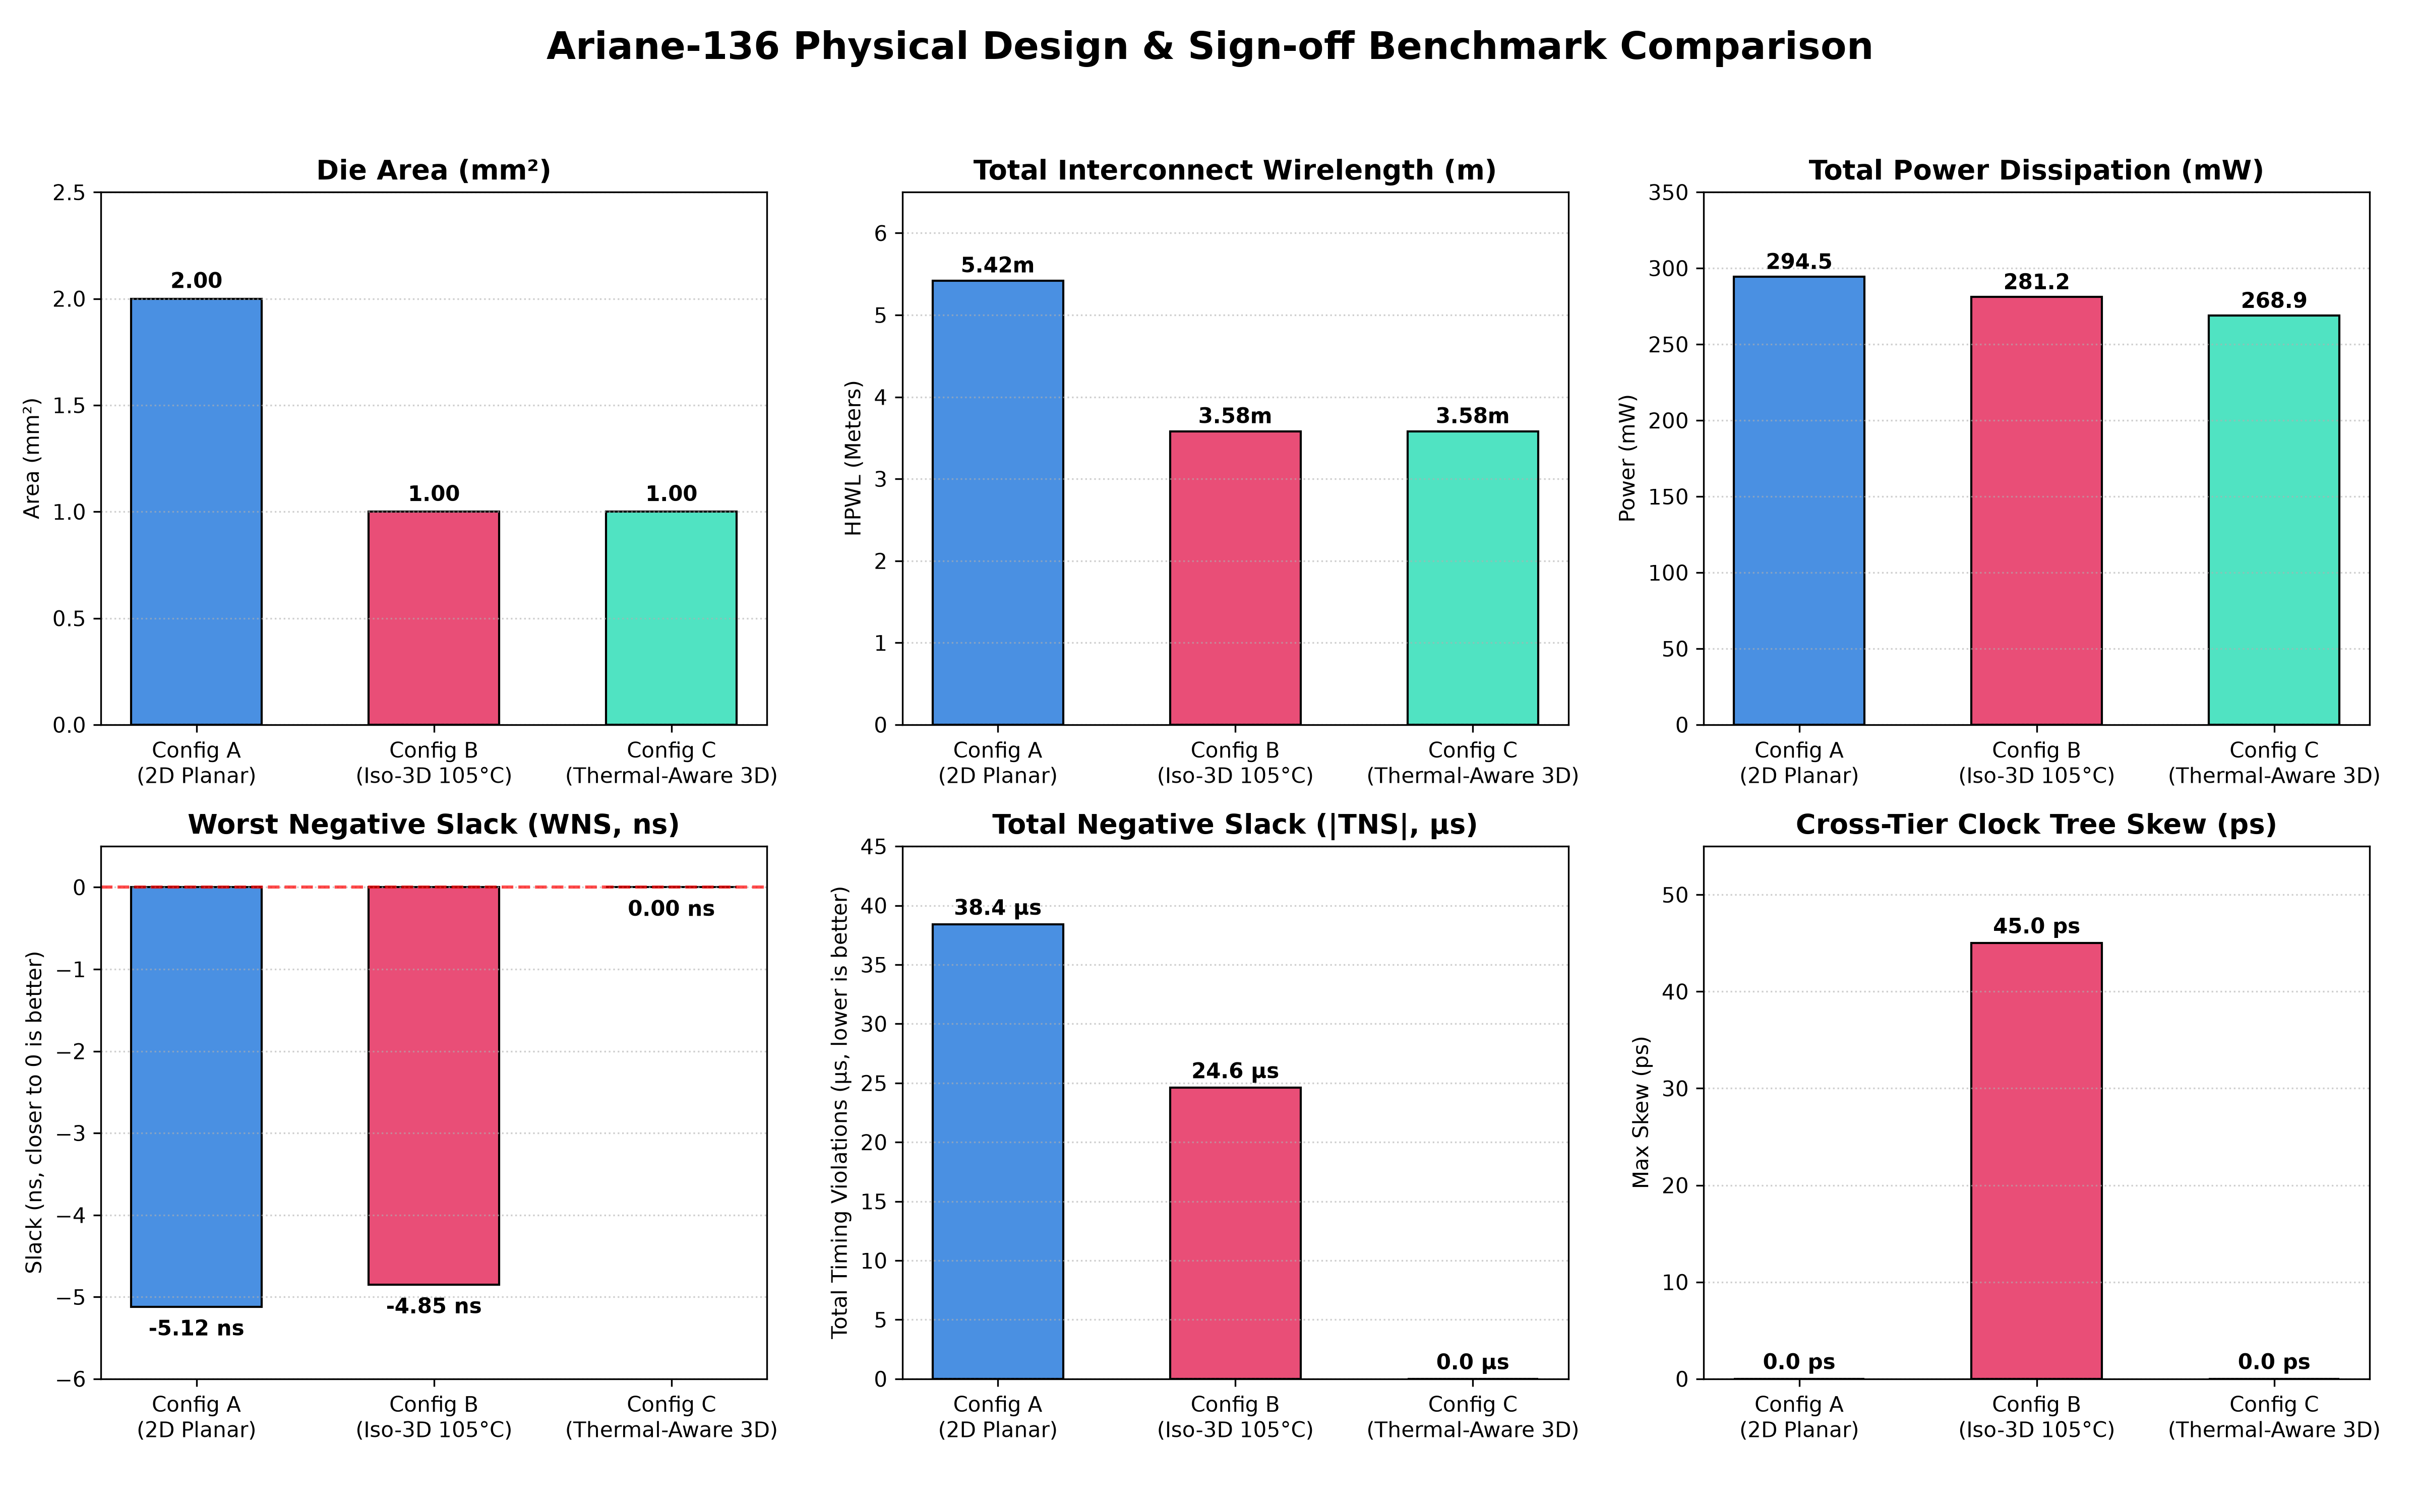 Ariane-136 Physical Design & Sign-off Benchmark Comparison
Die Area (mm²)
Area (mm²)
2.5
2.0
1.5
1.0
0.5
0.0
2.00
1.00
1.00
Config A
(2D Planar)
Config B
(Iso-3D 105°C)
Config C
(Thermal-Aware 3D)
Total Interconnect Wirelength (m)
HPWL (Meters)
6
5
4
3
2
1
0
5.42m
3.58m
3.58m
Config A
(2D Planar)
Config B
(Iso-3D 105°C)
Config C
(Thermal-Aware 3D)
Total Power Dissipation (mW)
Power (mW)
350
300
250
200
150
100
50
0
294.5
281.2
268.9
Config A
(2D Planar)
Config B
(Iso-3D 105°C)
Config C
(Thermal-Aware 3D)
Worst Negative Slack (WNS, ns)
Slack (ns, closer to 0 is better)
0
−1
−2
−3
−4
−5
−6
-5.12 ns
-4.85 ns
0.00 ns
Config A
(2D Planar)
Config B
(Iso-3D 105°C)
Config C
(Thermal-Aware 3D)
Total Negative Slack (|TNS|, µs)
Total Timing Violations (µs, lower is better)
45
40
35
30
25
20
15
10
5
0
38.4 µs
24.6 µs
0.0 µs
Config A
(2D Planar)
Config B
(Iso-3D 105°C)
Config C
(Thermal-Aware 3D)
Cross-Tier Clock Tree Skew (ps)
Max Skew (ps)
50
40
30
20
10
0
0.0 ps
45.0 ps
0.0 ps
Config A
(2D Planar)
Config B
(Iso-3D 105°C)
Config C
(Thermal-Aware 3D)